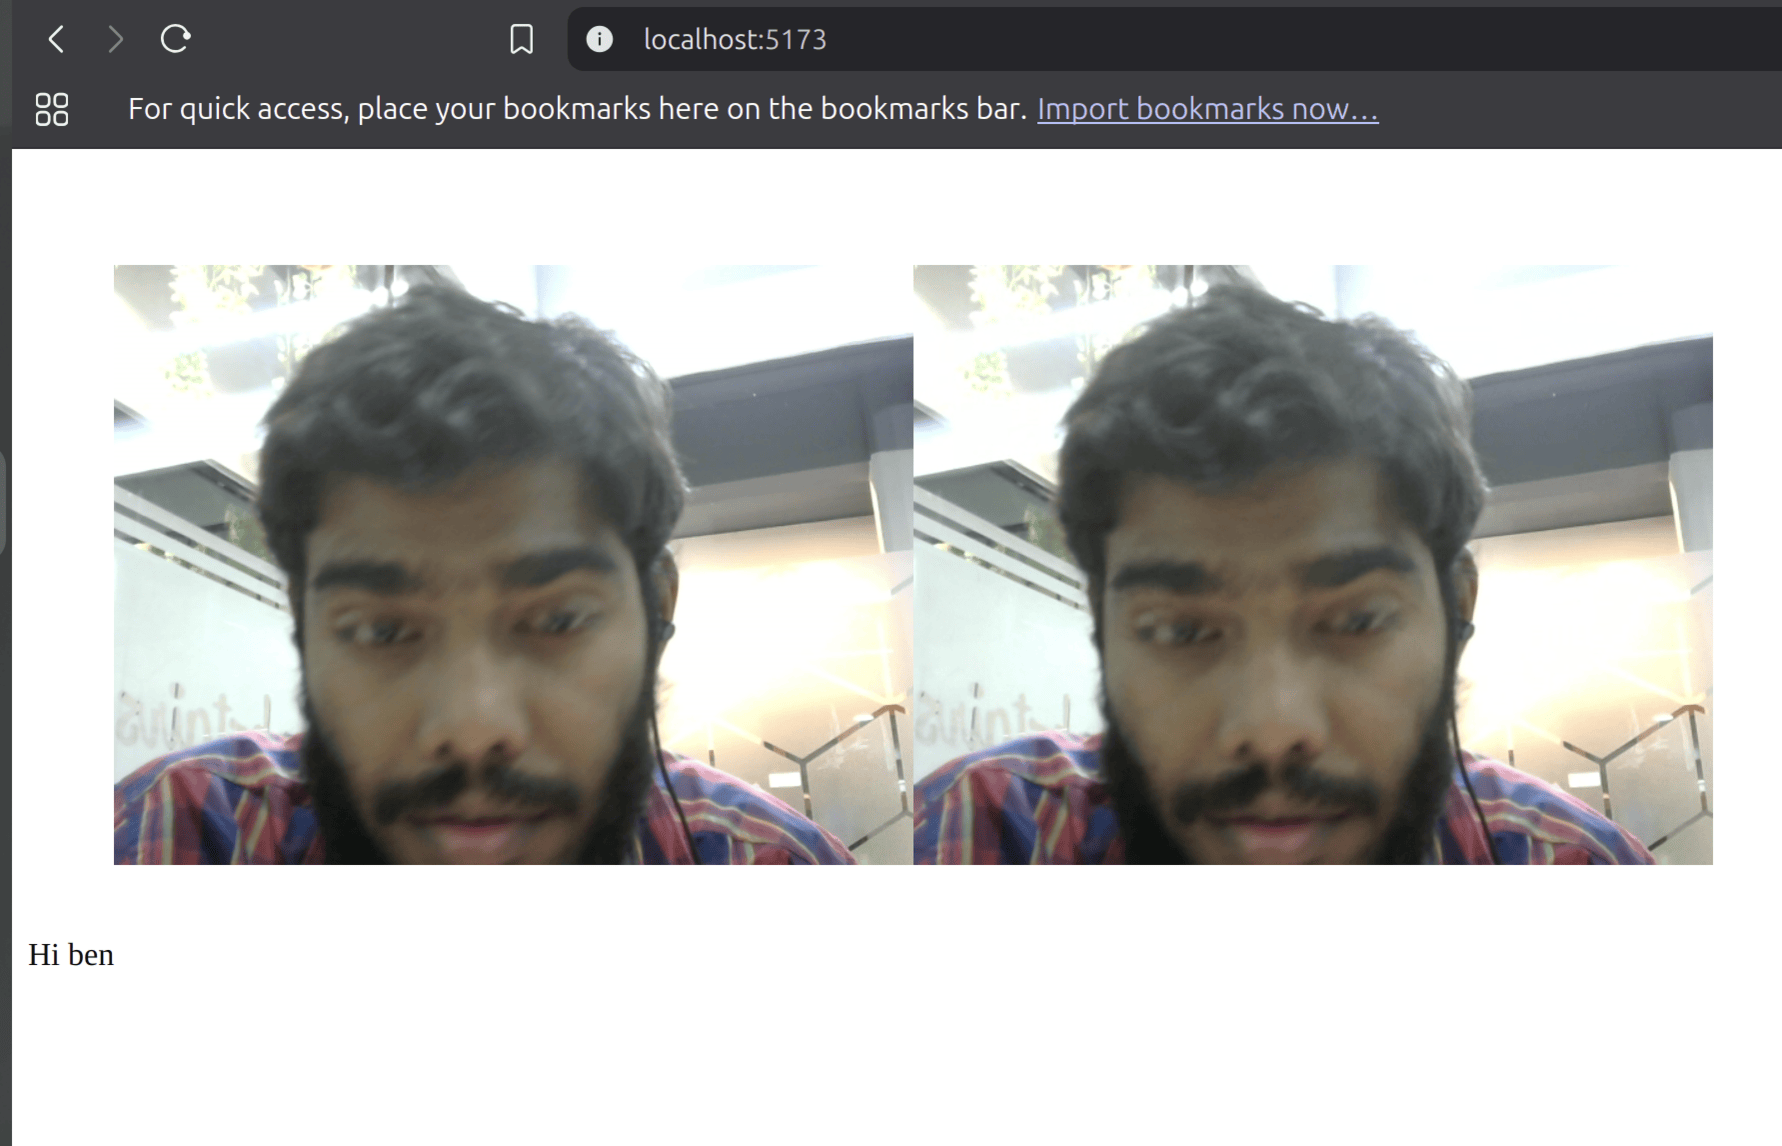 localhost:5173
For quick access, place your bookmarks here on the bookmarks bar. Import bookmarks now...
Hi ben